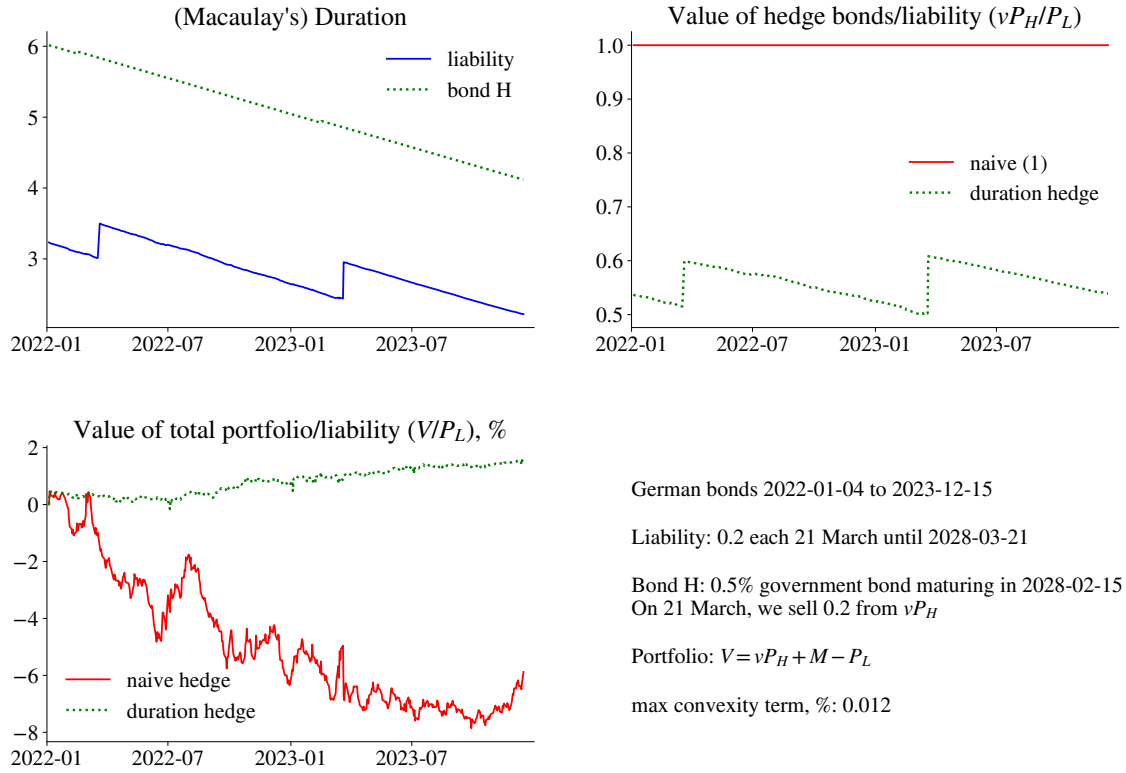 (Macaulay's) Duration
6
5
4
3
liability
bond H
2022-01
2022-07
2023-01
2023-07
Value of hedge bonds/liability (vP_H/P_L)
1.0
0.9
0.8
0.7
0.6
0.5
naive (1)
duration hedge
2022-01
2022-07
2023-01
2023-07
Value of total portfolio/liability (V/P_L), %
2
0
−2
−4
−6
−8
naive hedge
duration hedge
2022-01
2022-07
2023-01
2023-07
German bonds 2022-01-04 to 2023-12-15
Liability: 0.2 each 21 March until 2028-03-21
Bond H: 0.5% government bond maturing in 2028-02-15
On 21 March, we sell 0.2 from vP_H
Portfolio: V = vP_H + M − P_L
max convexity term, %: 0.012